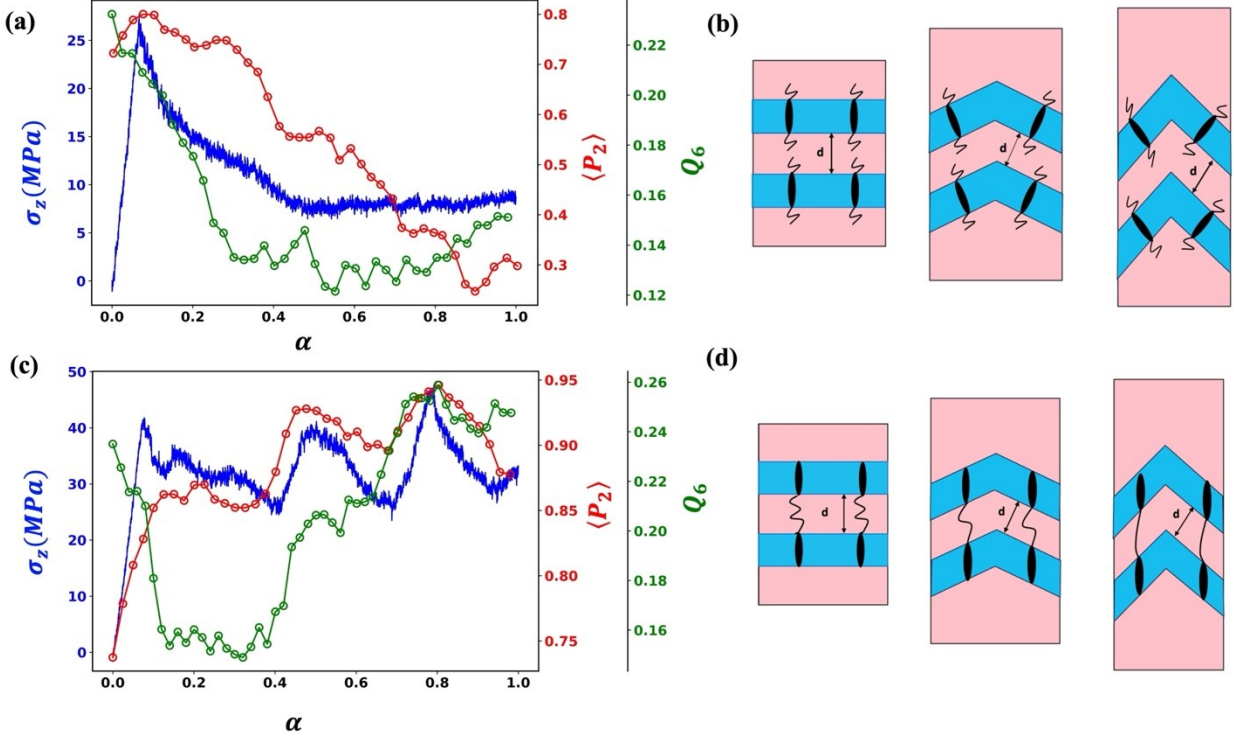 (a)
σz(MPa)
25
20
15
10
5
0
0.0 0.2 0.4 0.6 0.8 1.0
α
0.8
0.7
0.6
0.5
0.4
0.3
⟨P2⟩
0.22
0.20
0.18
0.16
0.14
0.12
Q6
(b)
d
d
d
(c)
σz(MPa)
50
40
30
20
10
0
0.0 0.2 0.4 0.6 0.8 1.0
α
0.95
0.90
0.85
0.80
0.75
⟨P2⟩
0.26
0.24
0.22
0.20
0.18
0.16
Q6
(d)
d
d
d